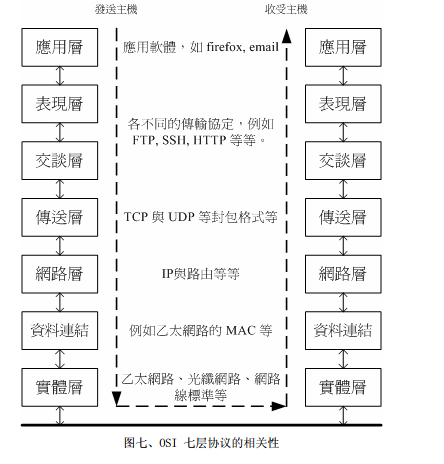 發送主機 收受主機
應用層 應用軟體，如 firefox, email 應用層
表現層 表現層
各不同的傳輸協定，例如
FTP, SSH, HTTP 等等。
交談層 交談層
傳送層 TCP 與 UDP 等封包格式等 傳送層
網路層 IP與路由等等 網路層
資料連結 例如乙太網路的 MAC 等 資料連結
實體層 乙太網路、光纖網路、網路 實體層
線標準等
图七、OSI 七层协议的相关性